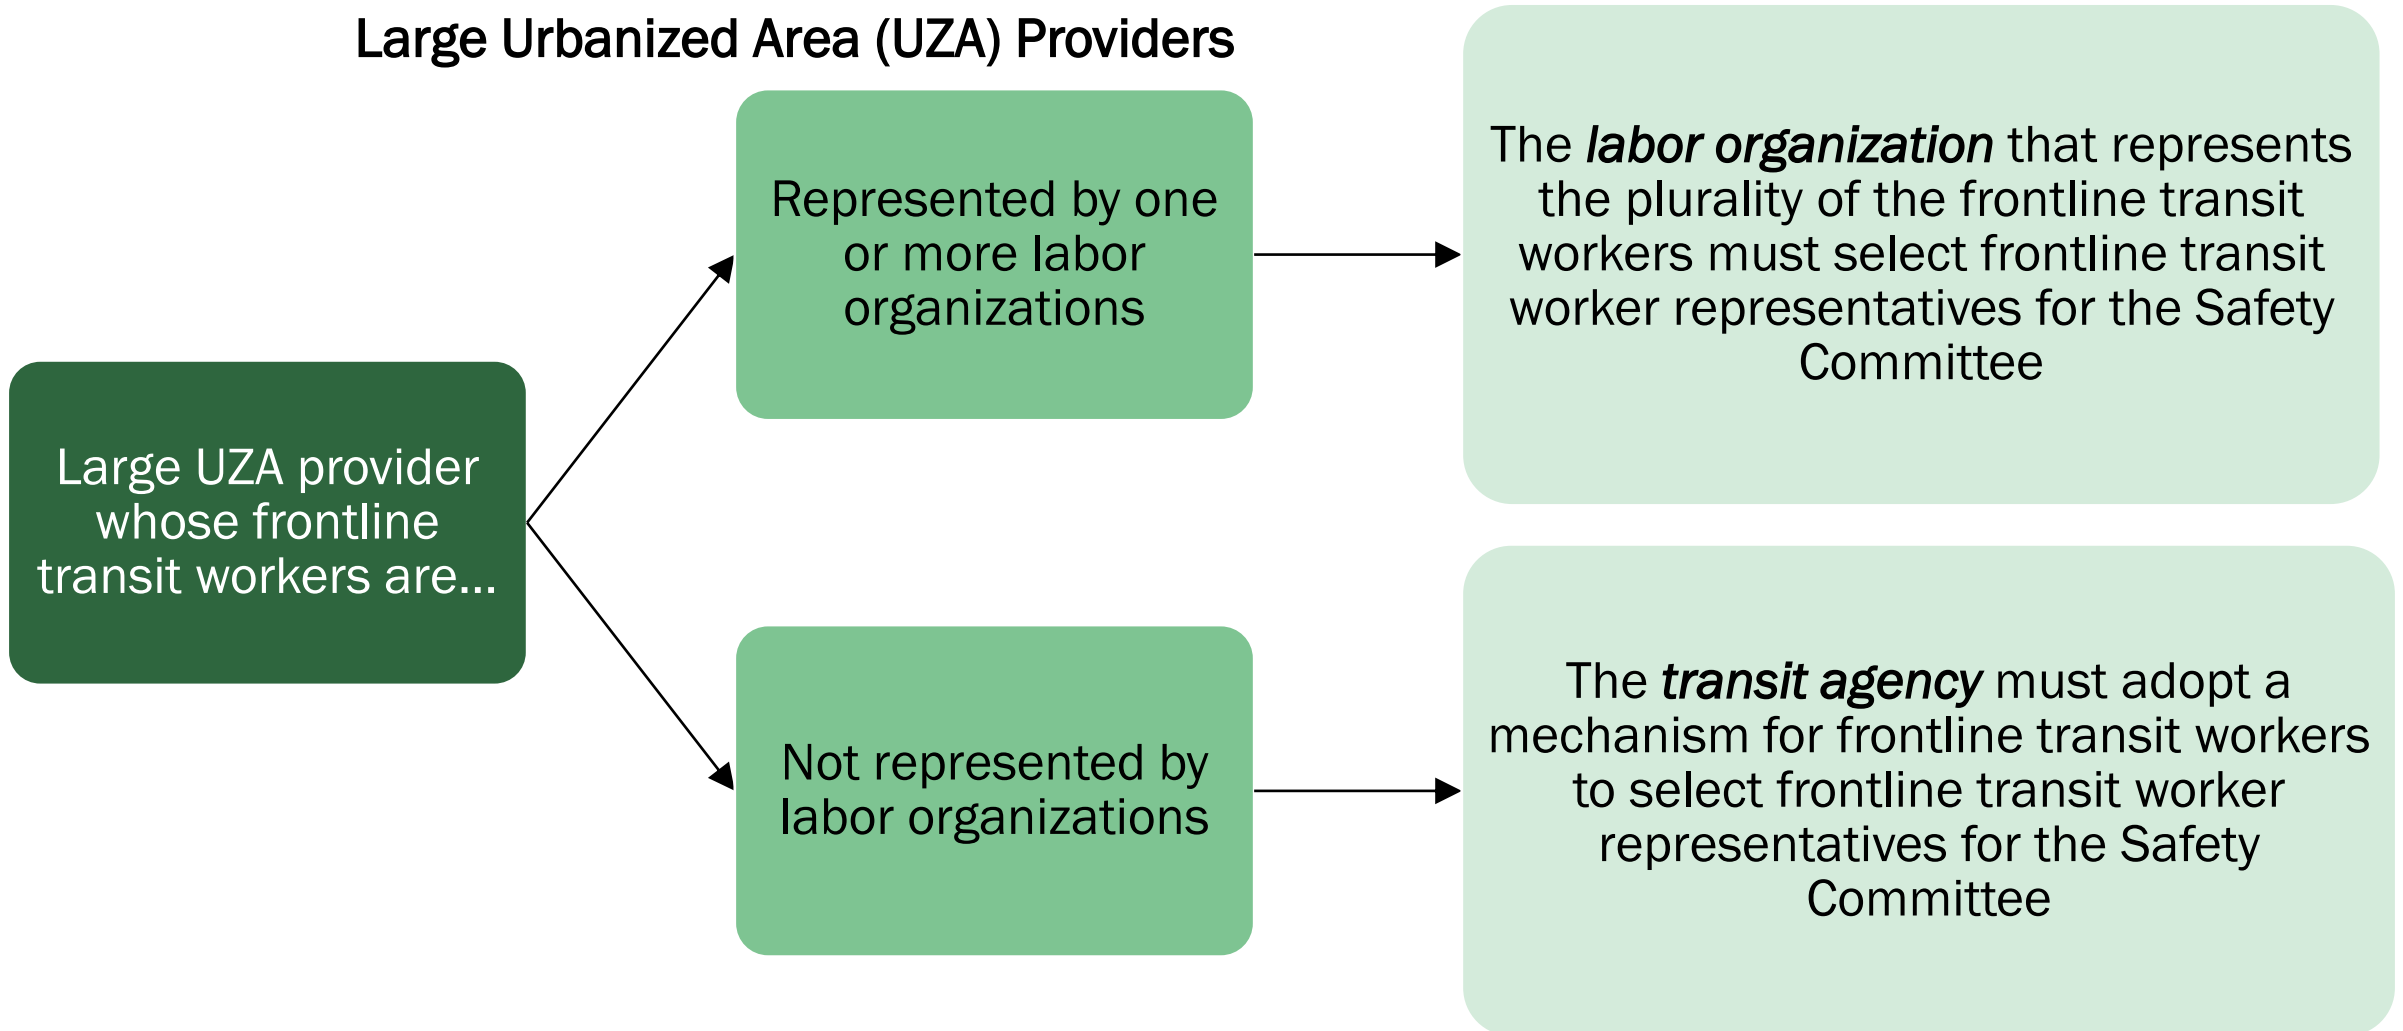 Large Urbanized Area (UZA) Providers
Large UZA provider
whose frontline
transit workers are...
Represented by one
or more labor
organizations
The labor organization that represents
the plurality of the frontline transit
workers must select frontline transit
worker representatives for the Safety
Committee
Not represented by
labor organizations
The transit agency must adopt a
mechanism for frontline transit workers
to select frontline transit worker
representatives for the Safety
Committee